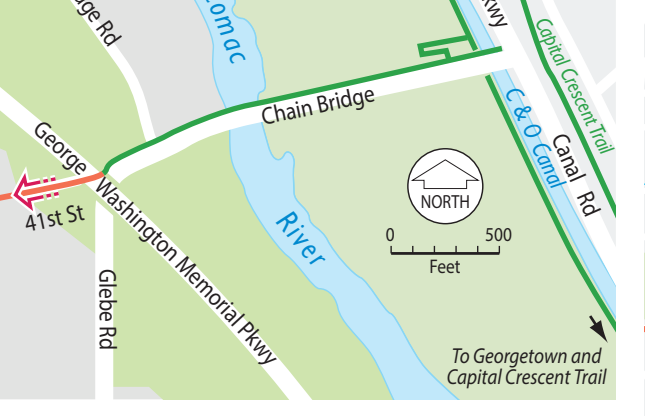 Rd
omac
kwy
Capital Crescent Trail
Chain Bridge
C & O Canal
Canal Rd
George Washington Memorial Pkwy
41st St
Glebe Rd
River
NORTH
0 500
Feet
To Georgetown and
Capital Crescent Trail